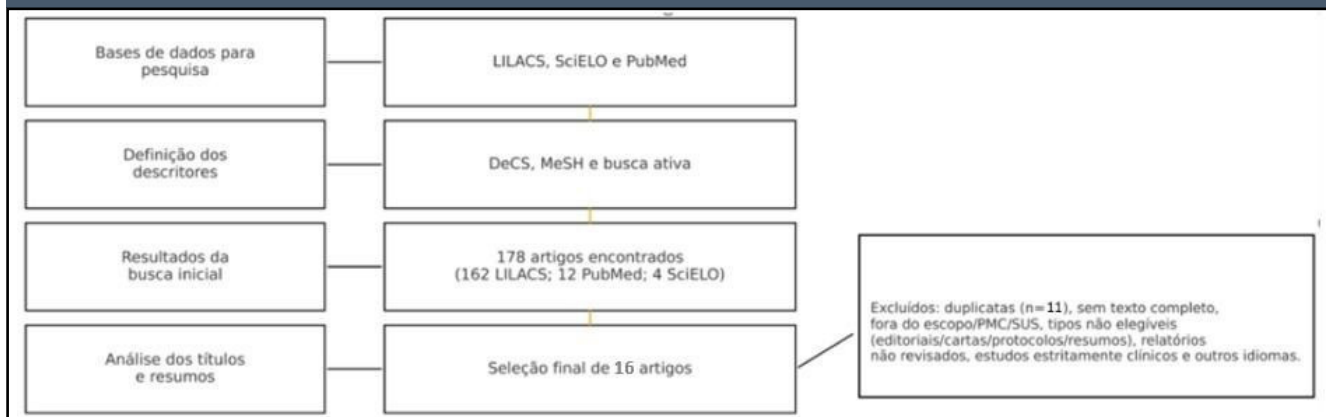 Bases de dados para
pesquisa
LILACS, SciELO e PubMed
Definição dos
descritores
DeCS, MeSH e busca ativa
Resultados da
busca inicial
178 artigos encontrados
(162 LILACS; 12 PubMed; 4 SciELO)
Análise dos títulos
e resumos
Seleção final de 16 artigos
Excluídos: duplicatas (n=11), sem texto completo,
fora do escopo/PMC/SUS, tipos não elegíveis
(editoriais/cartas/protocolos/resumos), relatórios
não revisados, estudos estritamente clínicos e outros idiomas.